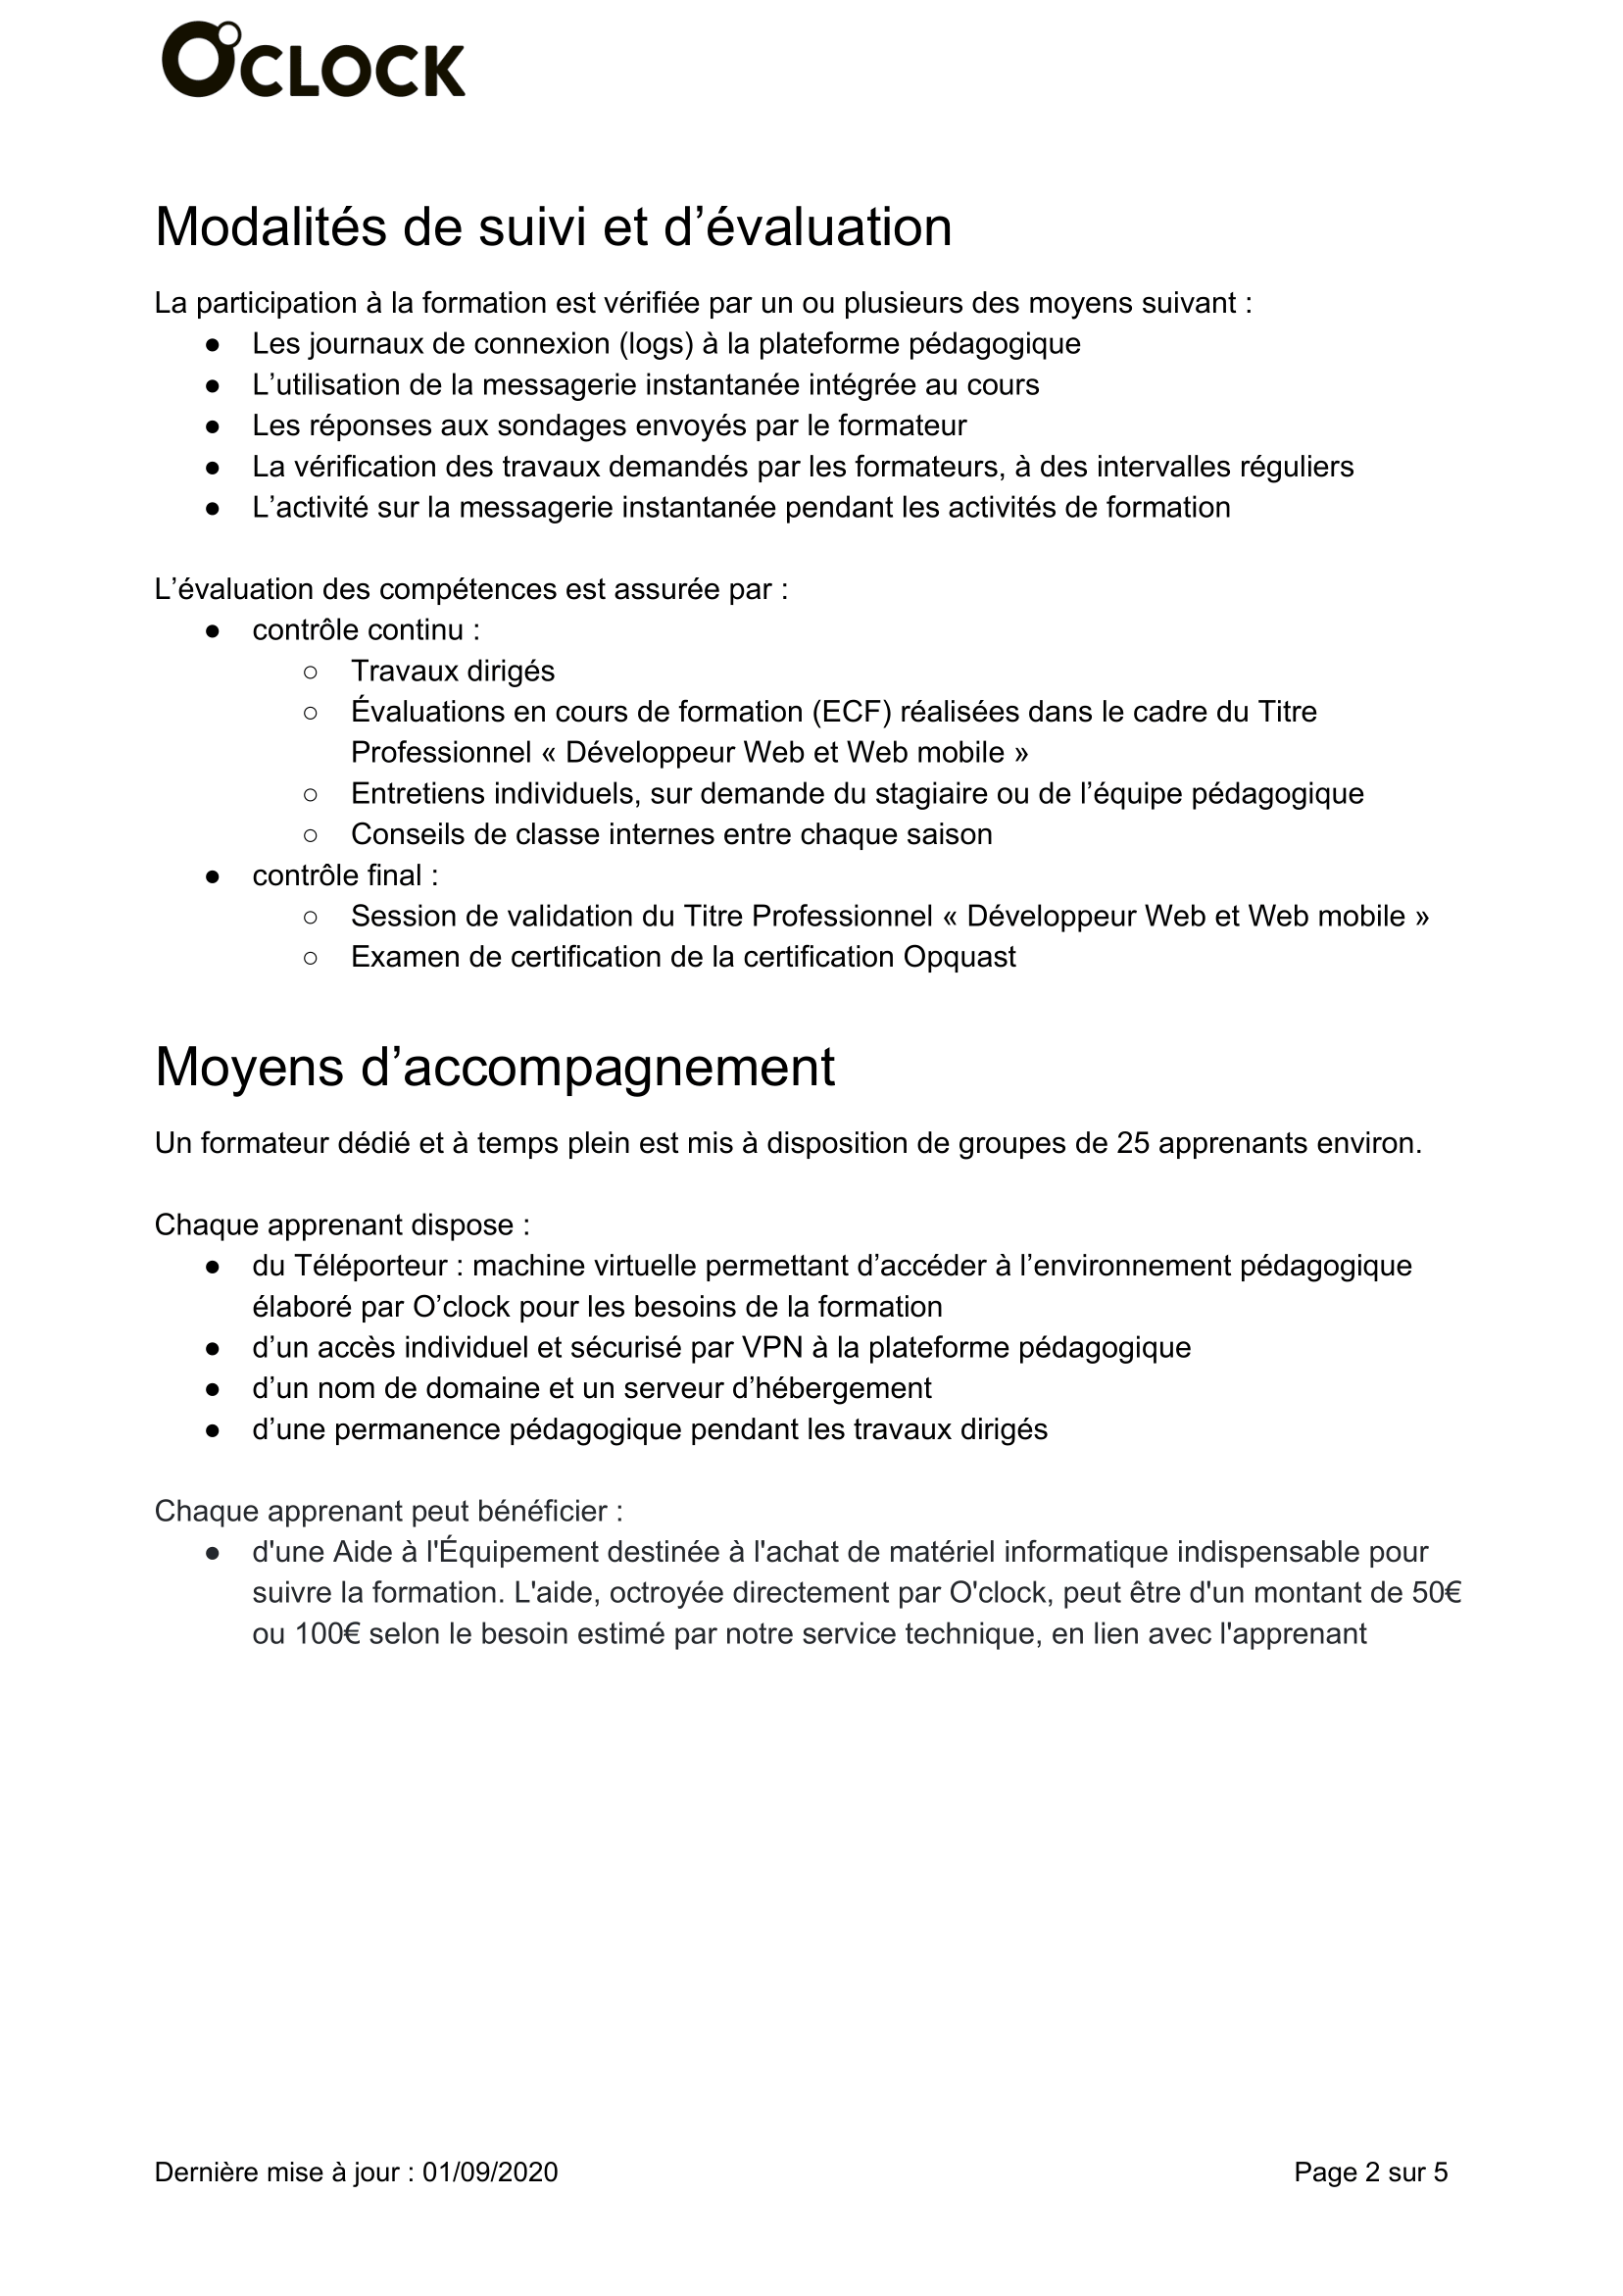 O'CLOCK
Modalités de suivi et d’évaluation
La participation à la formation est vérifiée par un ou plusieurs des moyens suivant :
● Les journaux de connexion (logs) à la plateforme pédagogique
● L’utilisation de la messagerie instantanée intégrée au cours
● Les réponses aux sondages envoyés par le formateur
● La vérification des travaux demandés par les formateurs, à des intervalles réguliers
● L’activité sur la messagerie instantanée pendant les activités de formation
L’évaluation des compétences est assurée par :
● contrôle continu :
○ Travaux dirigés
○ Évaluations en cours de formation (ECF) réalisées dans le cadre du Titre
Professionnel « Développeur Web et Web mobile »
○ Entretiens individuels, sur demande du stagiaire ou de l’équipe pédagogique
○ Conseils de classe internes entre chaque saison
● contrôle final :
○ Session de validation du Titre Professionnel « Développeur Web et Web mobile »
○ Examen de certification de la certification Opquast
Moyens d’accompagnement
Un formateur dédié et à temps plein est mis à disposition de groupes de 25 apprenants environ.
Chaque apprenant dispose :
● du Téléporteur : machine virtuelle permettant d’accéder à l’environnement pédagogique
élaboré par O’clock pour les besoins de la formation
● d’un accès individuel et sécurisé par VPN à la plateforme pédagogique
● d’un nom de domaine et un serveur d’hébergement
● d’une permanence pédagogique pendant les travaux dirigés
Chaque apprenant peut bénéficier :
● d'une Aide à l'Équipement destinée à l'achat de matériel informatique indispensable pour
suivre la formation. L'aide, octroyée directement par O'clock, peut être d'un montant de 50€
ou 100€ selon le besoin estimé par notre service technique, en lien avec l'apprenant
Dernière mise à jour : 01/09/2020
Page 2 sur 5